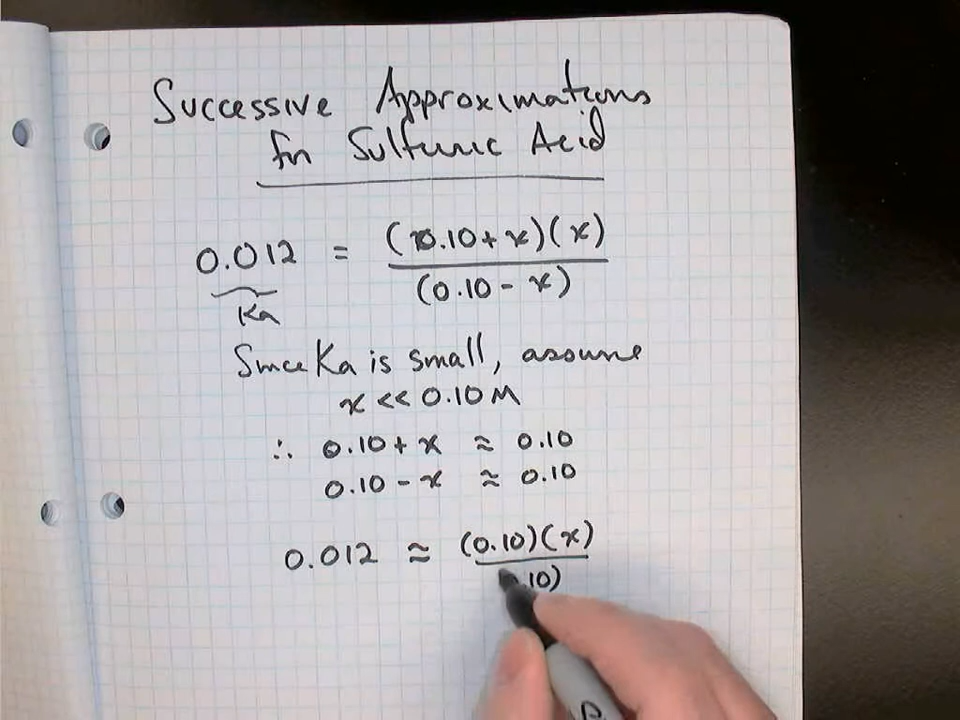 Successive Approximations
for Sulfuric Acid
0.012 = (0.10 + x)(x)
(0.10 - x)
Ka
Since Ka is small, assume
x << 0.10 M
∴ 0.10 + x ≈ 0.10
0.10 - x ≈ 0.10
0.012 ≈ (0.10)(x)
.10)